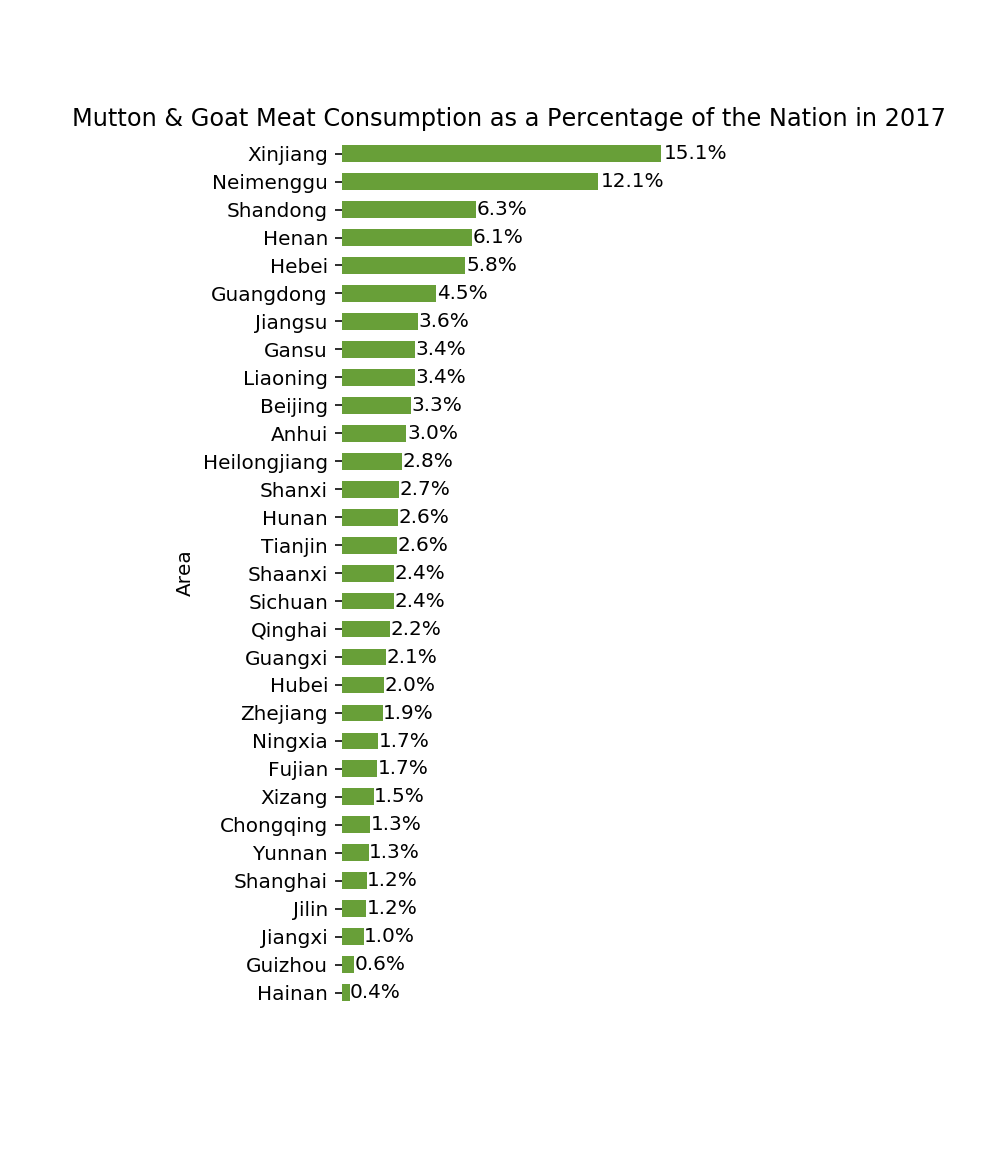 Mutton & Goat Meat Consumption as a Percentage of the Nation in 2017
Xinjiang 15.1%
Neimenggu 12.1%
Shandong 6.3%
Henan 6.1%
Hebei 5.8%
Guangdong 4.5%
Jiangsu 3.6%
Gansu 3.4%
Liaoning 3.4%
Beijing 3.3%
Anhui 3.0%
Heilongjiang 2.8%
Shanxi 2.7%
Hunan 2.6%
Tianjin 2.6%
Shaanxi 2.4%
Sichuan 2.4%
Qinghai 2.2%
Guangxi 2.1%
Hubei 2.0%
Zhejiang 1.9%
Ningxia 1.7%
Fujian 1.7%
Xizang 1.5%
Chongqing 1.3%
Yunnan 1.3%
Shanghai 1.2%
Jilin 1.2%
Jiangxi 1.0%
Guizhou 0.6%
Hainan 0.4%
Area